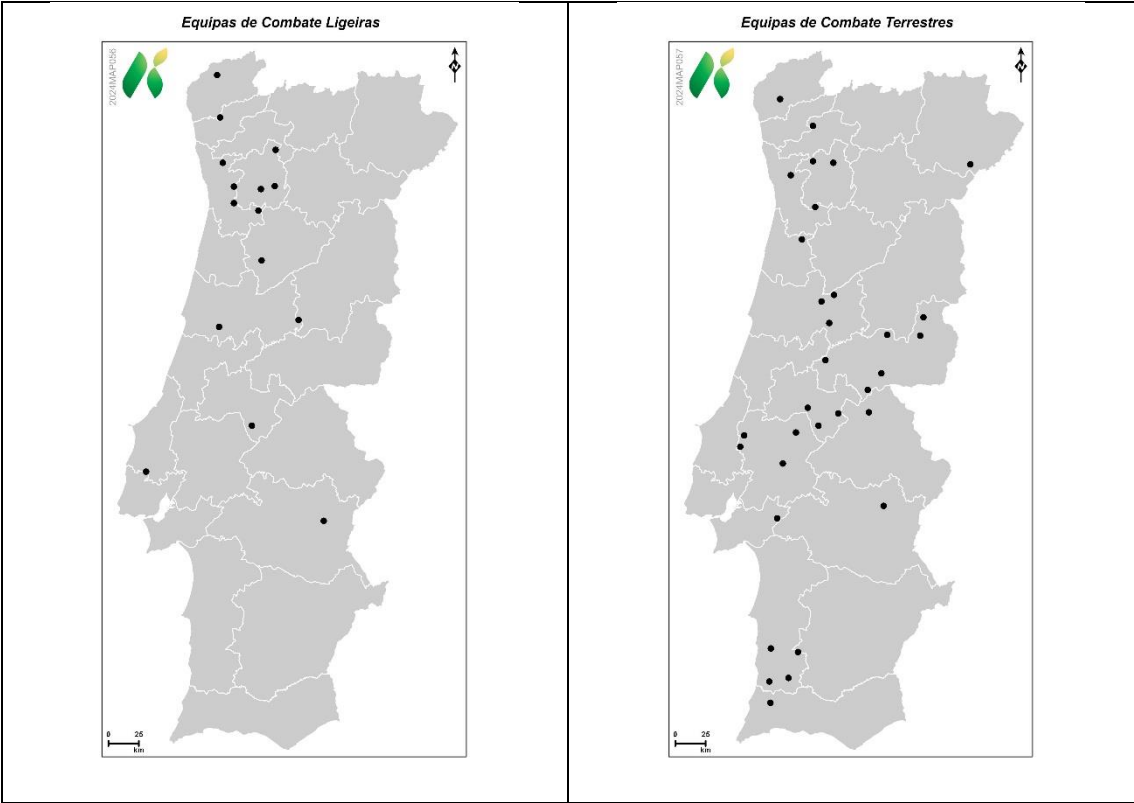 Equipas de Combate Ligeiras
2024MAP056
N
0 25
km
Equipas de Combate Terrestres
2024MAP057
N
0 25
km